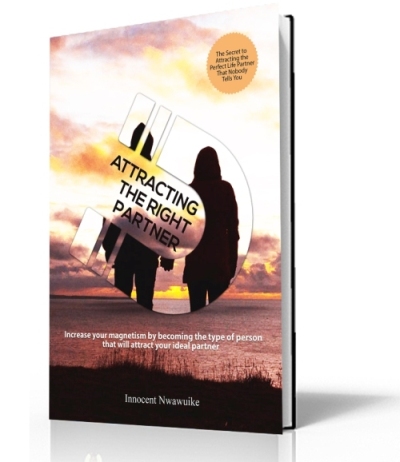 The Secret to
Attracting the
Perfect Life Partner
That Nobody
Tells You
ATTRACTING
THE RIGHT
PARTNER
Increase your magnetism by becoming the type of person
that will attract your ideal partner
Innocent Nwawuike